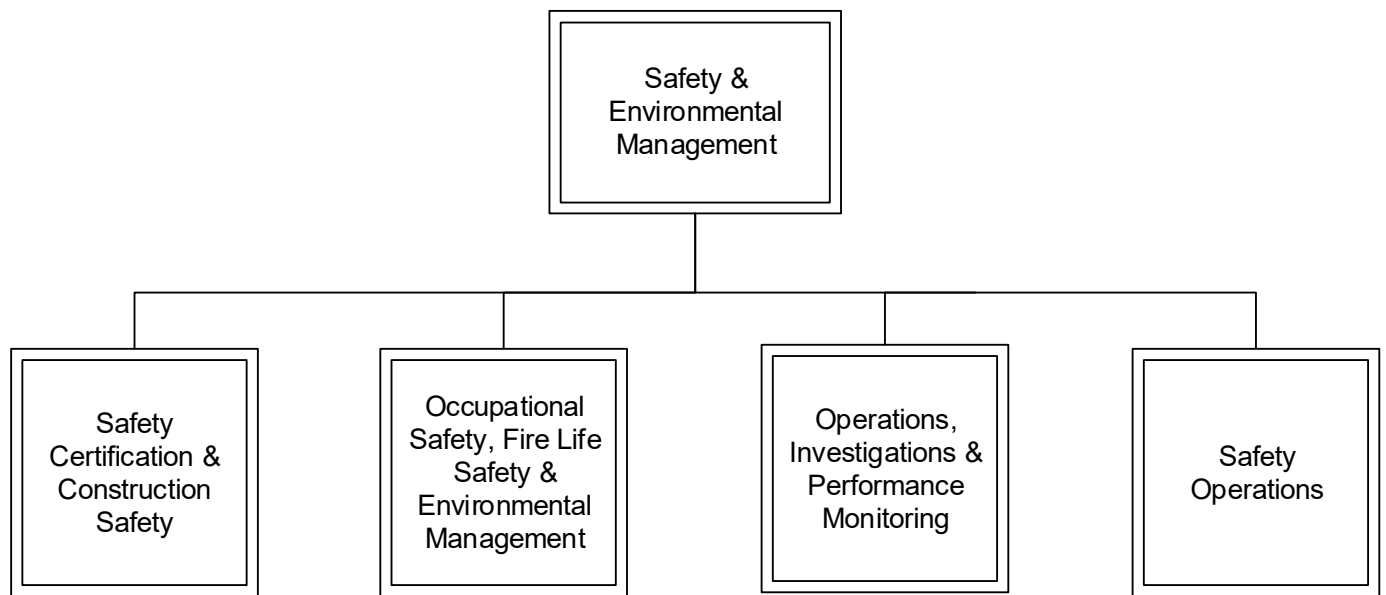 Safety &
Environmental
Management
Safety
Certification &
Construction
Safety
Occupational
Safety, Fire Life
Safety &
Environmental
Management
Operations,
Investigations &
Performance
Monitoring
Safety
Operations